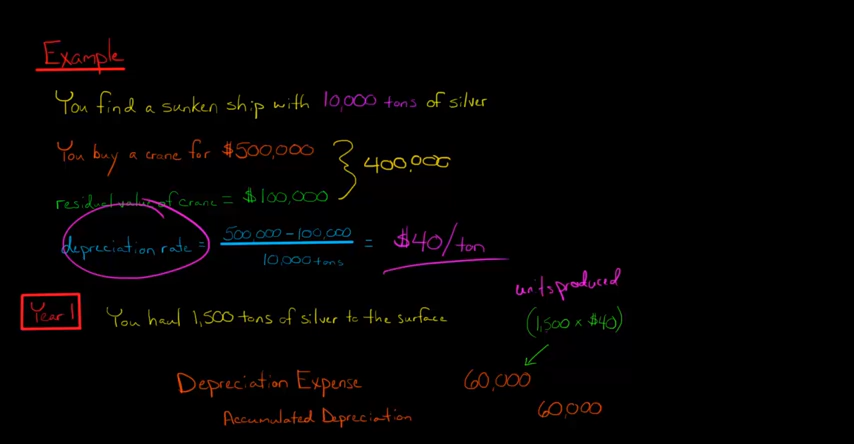 Example
You find a sunken ship with 10,000 tons of silver
You buy a crane for $500,000
400,000
residual value of crane = $100,000
depreciation rate = 500,000 - 100,000 / 10,000 tons = $40/ton
units produced
Year 1 You haul 1,500 tons of silver to the surface (1,500 x $40)
Depreciation Expense 60,000
Accumulated Depreciation 60,000